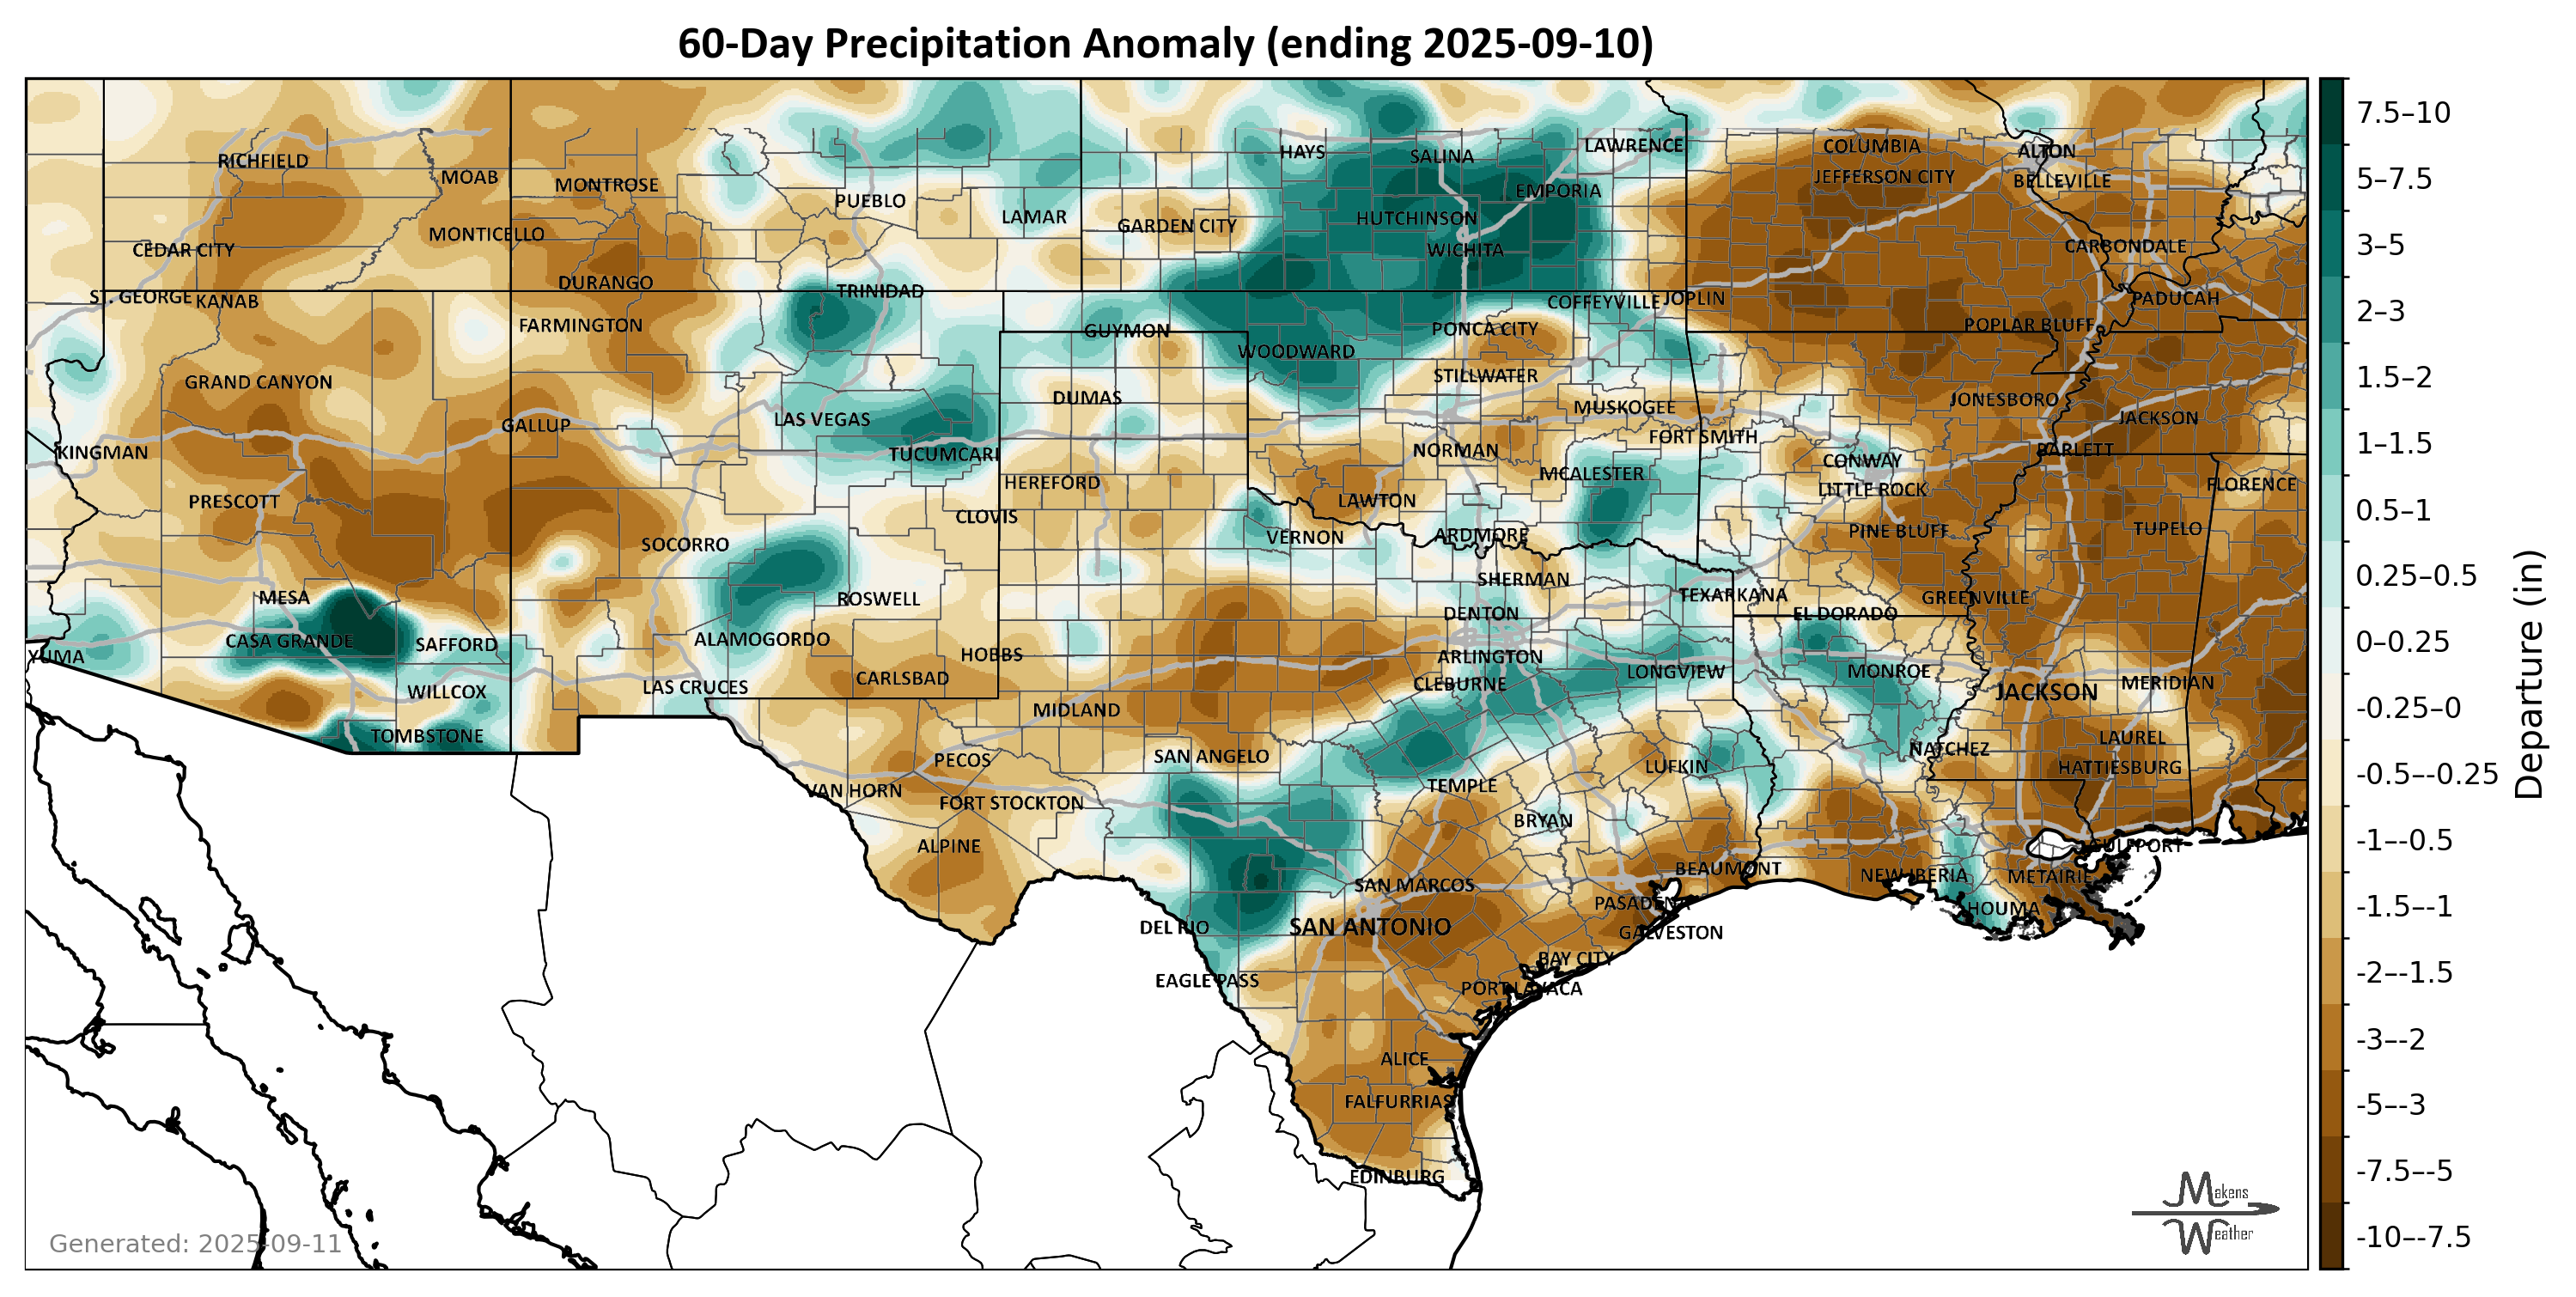 60-Day Precipitation Anomaly (ending 2025-09-10)
RICHFIELD
MOAB
MONTROSE
PUEBLO
LAMAR
GARDEN CITY
HAYS
SALINA
LAWRENCE
EMPORIA
HUTCHINSON
WICHITA
COLUMBIA
JEFFERSON CITY
ALTON
BELLEVILLE
CEDAR CITY
MONTICELLO
DURANGO
TRINIDAD
CARBONDALE
ST. GEORGE
KANAB
FARMINGTON
GUYMON
WOODWARD
PONCA CITY
COFFEYVILLE
JOPLIN
POPLAR BLUFF
PADUCAH
GRAND CANYON
GALLUP
LAS VEGAS
TUCUMCARI
DUMAS
STILLWATER
MUSKOGEE
FORT SMITH
JONESBORO
JACKSON
KINGMAN
PRESCOTT
SOCORRO
CLOVIS
HEREFORD
NORMAN
LAWTON
MCALESTER
CONWAY
LITTLE ROCK
BARLETT
FLORENCE
VERNON
ARDMORE
PINE BLUFF
TUPELO
MESA
CASA GRANDE
SAFFORD
ROSWELL
ALAMOGORDO
SHERMAN
DENTON
TEXARKANA
EL DORADO
GREENVILLE
YUMA
WILLCOX
TOMBSTONE
LAS CRUCES
CARLSBAD
HOBBS
MIDLAND
ARLINGTON
CLEBURNE
LONGVIEW
MONROE
JACKSON
MERIDIAN
PECOS
SAN ANGELO
VAN HORN
FORT STOCKTON
ALPINE
TEMPLE
LUFKIN
BRYAN
NATCHEZ
LAUREL
HATTIESBURG
DEL RIO
SAN ANTONIO
SAN MARCOS
BEAUMONT
PASADENA
GALVESTON
NEW IBERIA
METAIRIE
GULFPORT
HOUMA
EAGLE PASS
BAY CITY
PORT LAVACA
ALICE
FALFURRIAS
EDINBURG
7.5–10
5–7.5
3–5
2–3
1.5–2
1–1.5
0.5–1
0.25–0.5
0–0.25
-0.25–0
-0.5–-0.25
-1–-0.5
-1.5–-1
-2–-1.5
-3–-2
-5–-3
-7.5–-5
-10–-7.5
Departure (in)
Generated: 2025-09-11
Makens
Weather